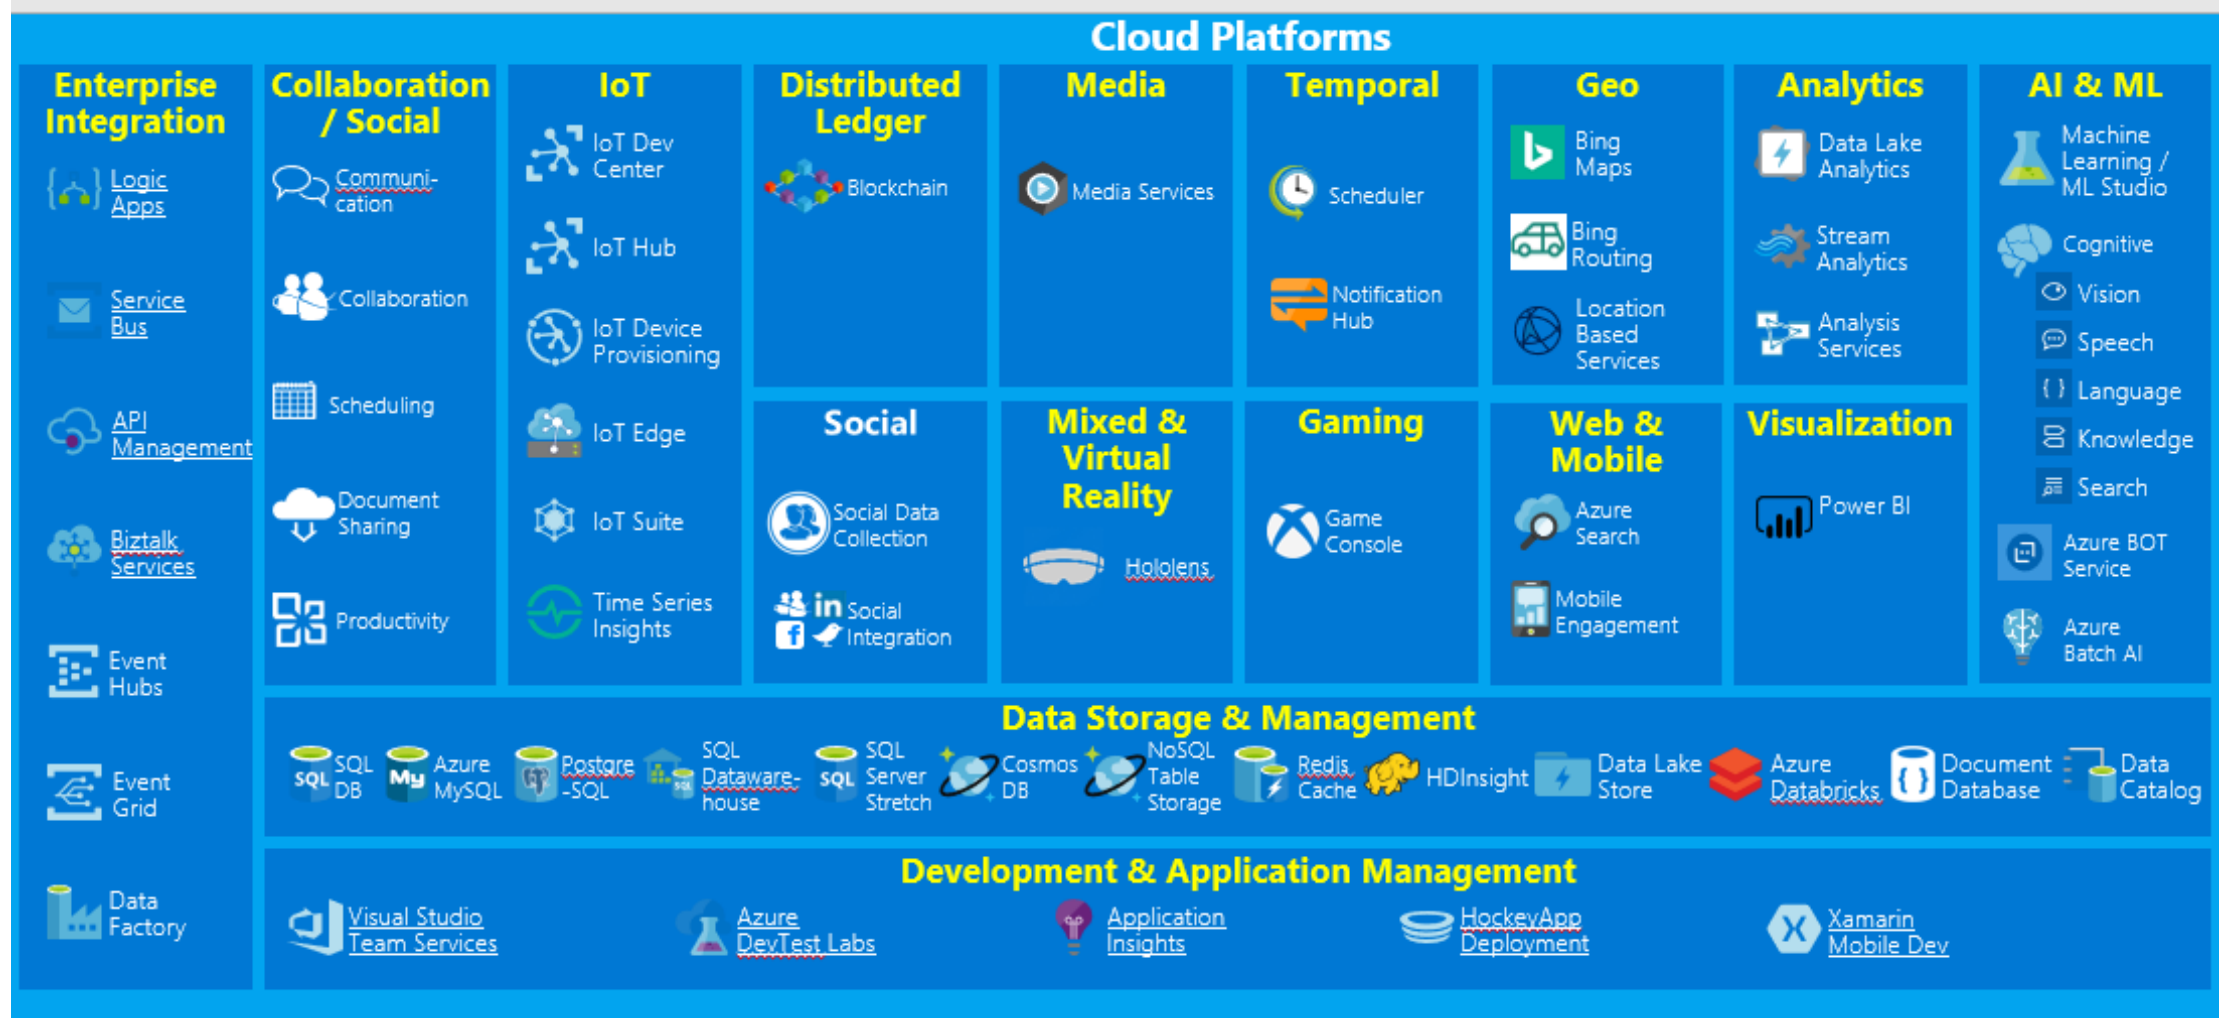 Cloud Platforms
Enterprise
Integration
Logic
Apps
Service
Bus
API
Management
Biztalk
Services
Event
Hubs
Event
Grid
Data
Factory
Collaboration
/ Social
Communi-
cation
Collaboration
Scheduling
Document
Sharing
Productivity
IoT
IoT Dev
Center
IoT Hub
IoT Device
Provisioning
IoT Edge
IoT Suite
Time Series
Insights
Distributed
Ledger
Blockchain
Social
Social Data
Collection
in
f
Social
Integration
Media
Media Services
Mixed &
Virtual
Reality
Hololens
Temporal
Scheduler
Notification
Hub
Gaming
Game
Console
Geo
Bing
Maps
Bing
Routing
Location
Based
Services
Web &
Mobile
Azure
Search
Mobile
Engagement
Analytics
Data Lake
Analytics
Stream
Analytics
Analysis
Services
Visualization
Power BI
AI & ML
Machine
Learning /
ML Studio
Cognitive
Vision
Speech
Language
Knowledge
Search
Azure BOT
Service
Azure
Batch AI
Data Storage & Management
SQL
SQL
DB
My
Azure
MySQL
Postgre
-SQL
SQL
Dataware-
house
SQL
SQL
Server
Stretch
Cosmos
DB
NoSQL
Table
Storage
Redis
Cache
HDInsight
Data Lake
Store
Azure
Databricks
Document
Database
Data
Catalog
Development & Application Management
Visual Studio
Team Services
Azure
DevTest Labs
Application
Insights
HockeyApp
Deployment
Xamarin
Mobile Dev